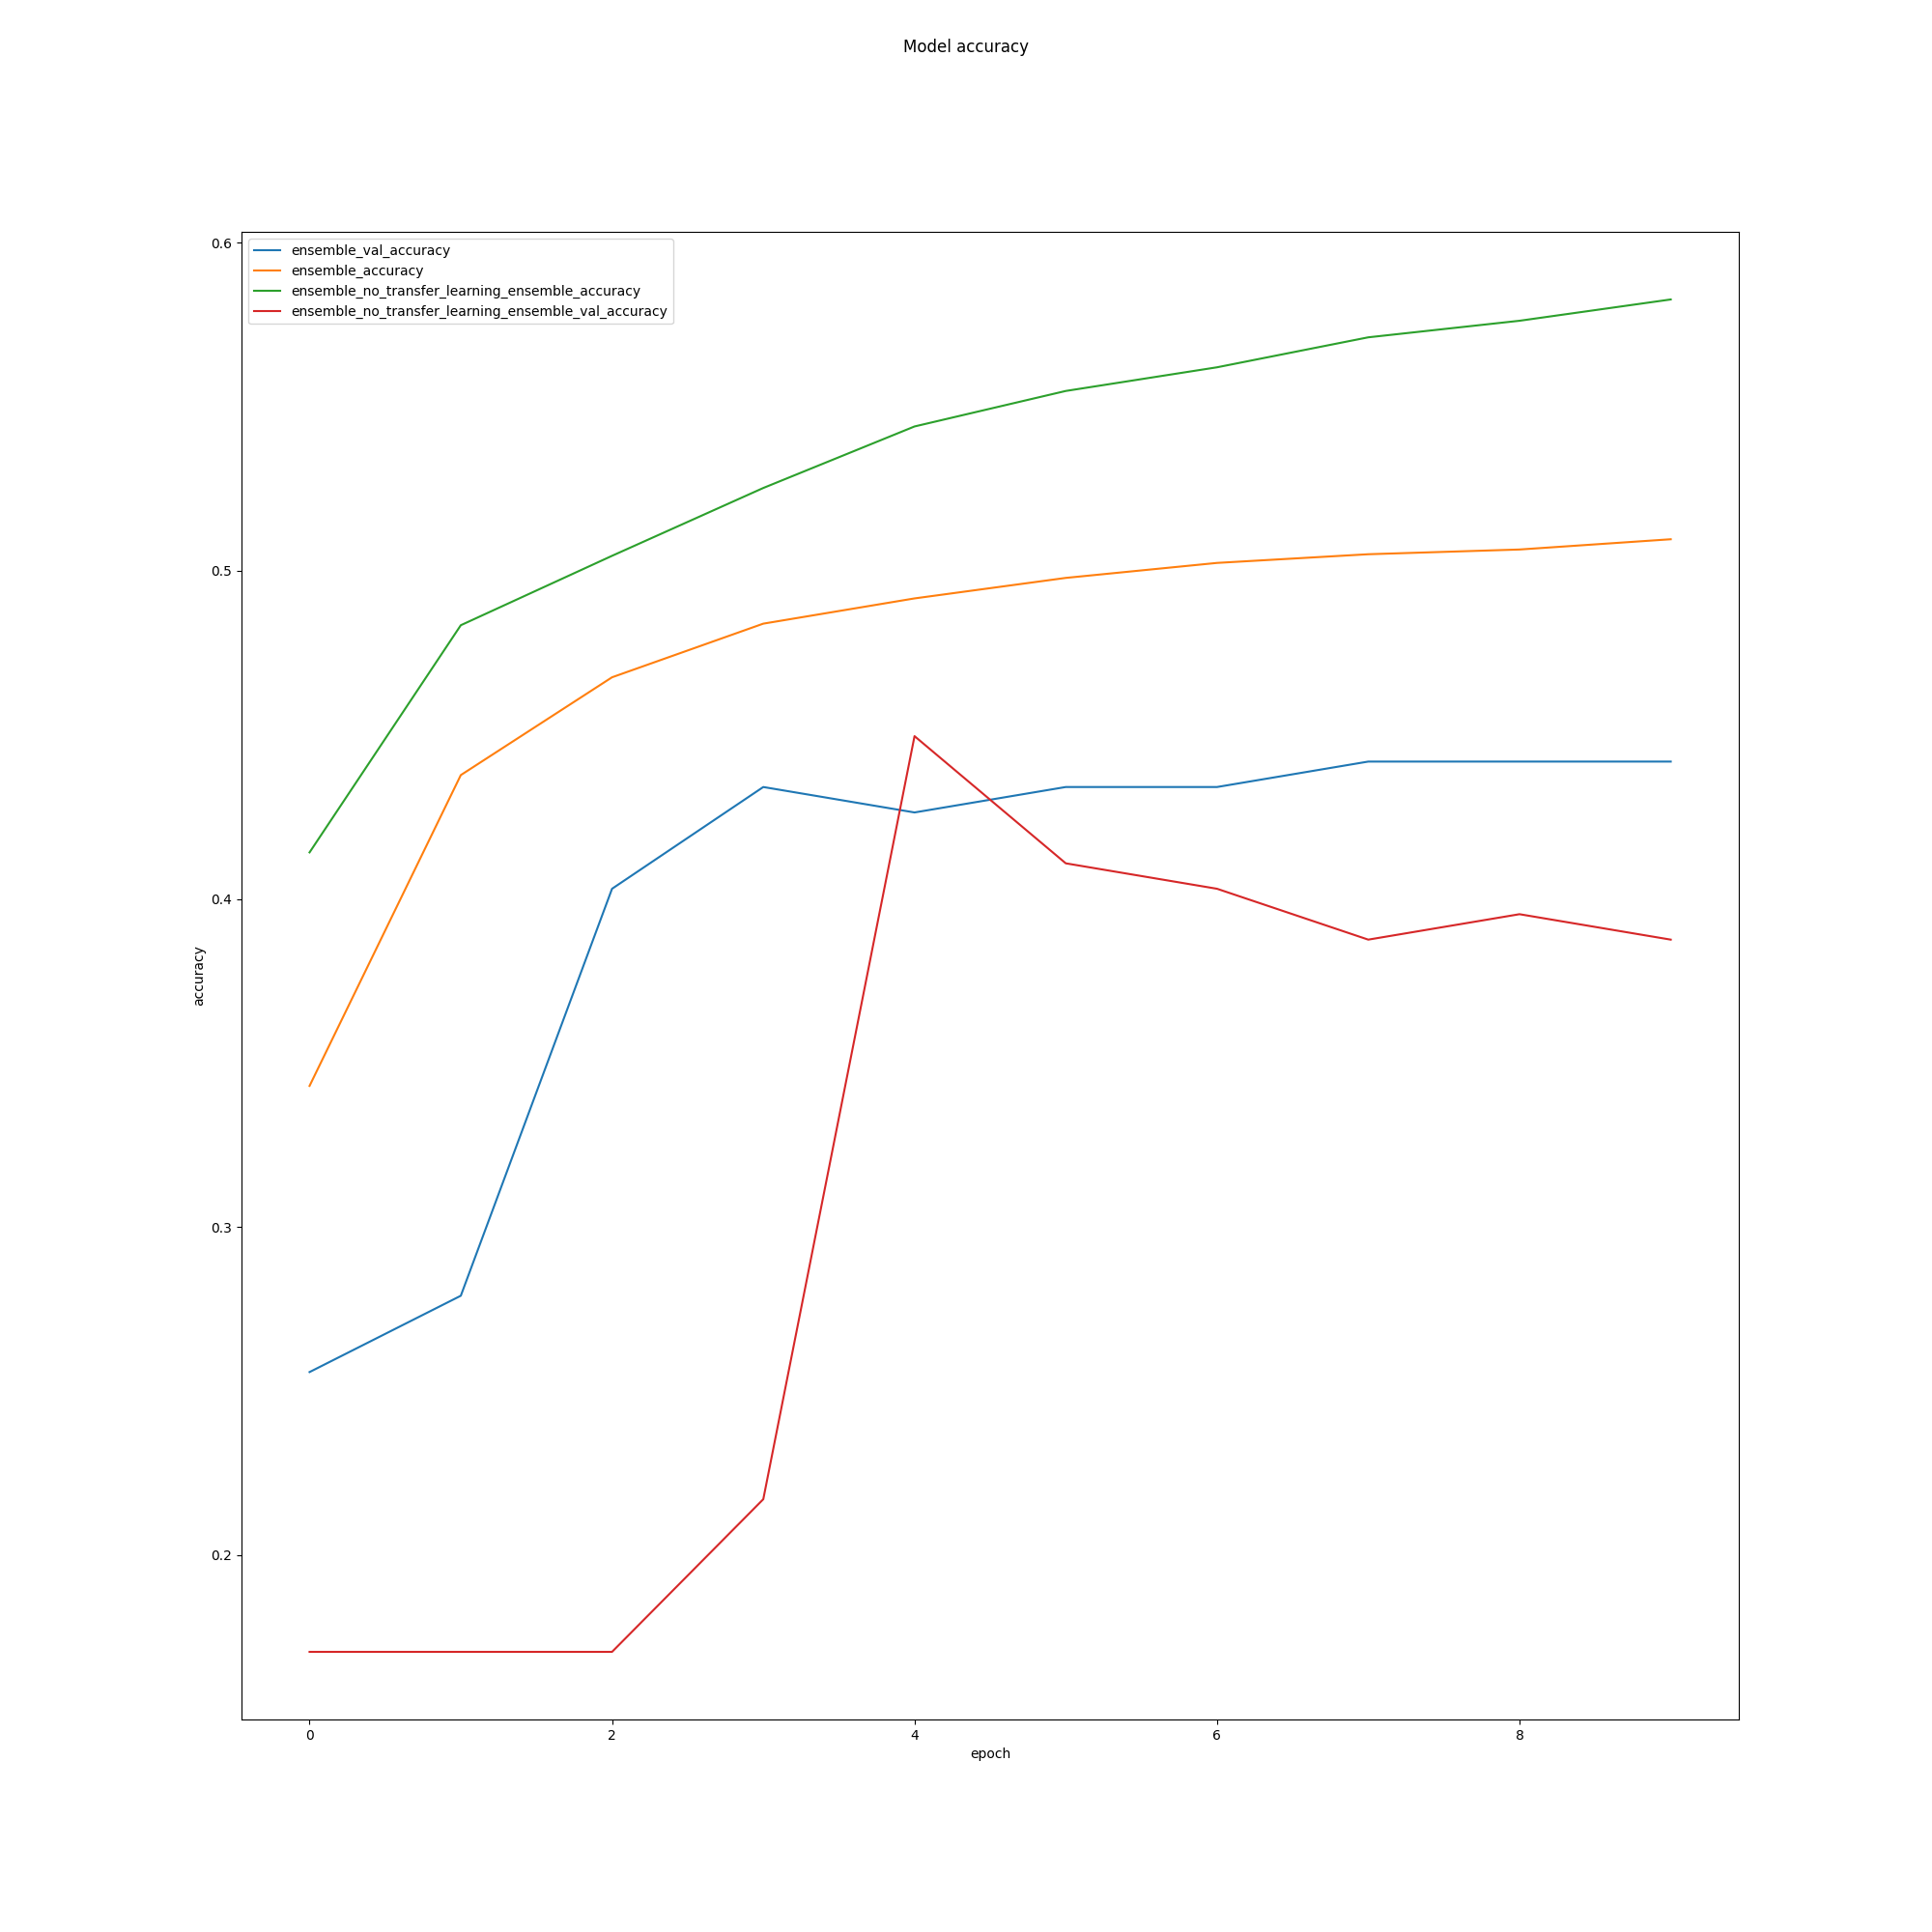 Model accuracy
ensemble_val_accuracy
ensemble_accuracy
ensemble_no_transfer_learning_ensemble_accuracy
ensemble_no_transfer_learning_ensemble_val_accuracy
0.6
0.5
0.4
0.3
0.2
accuracy
0 2 4 6 8
epoch